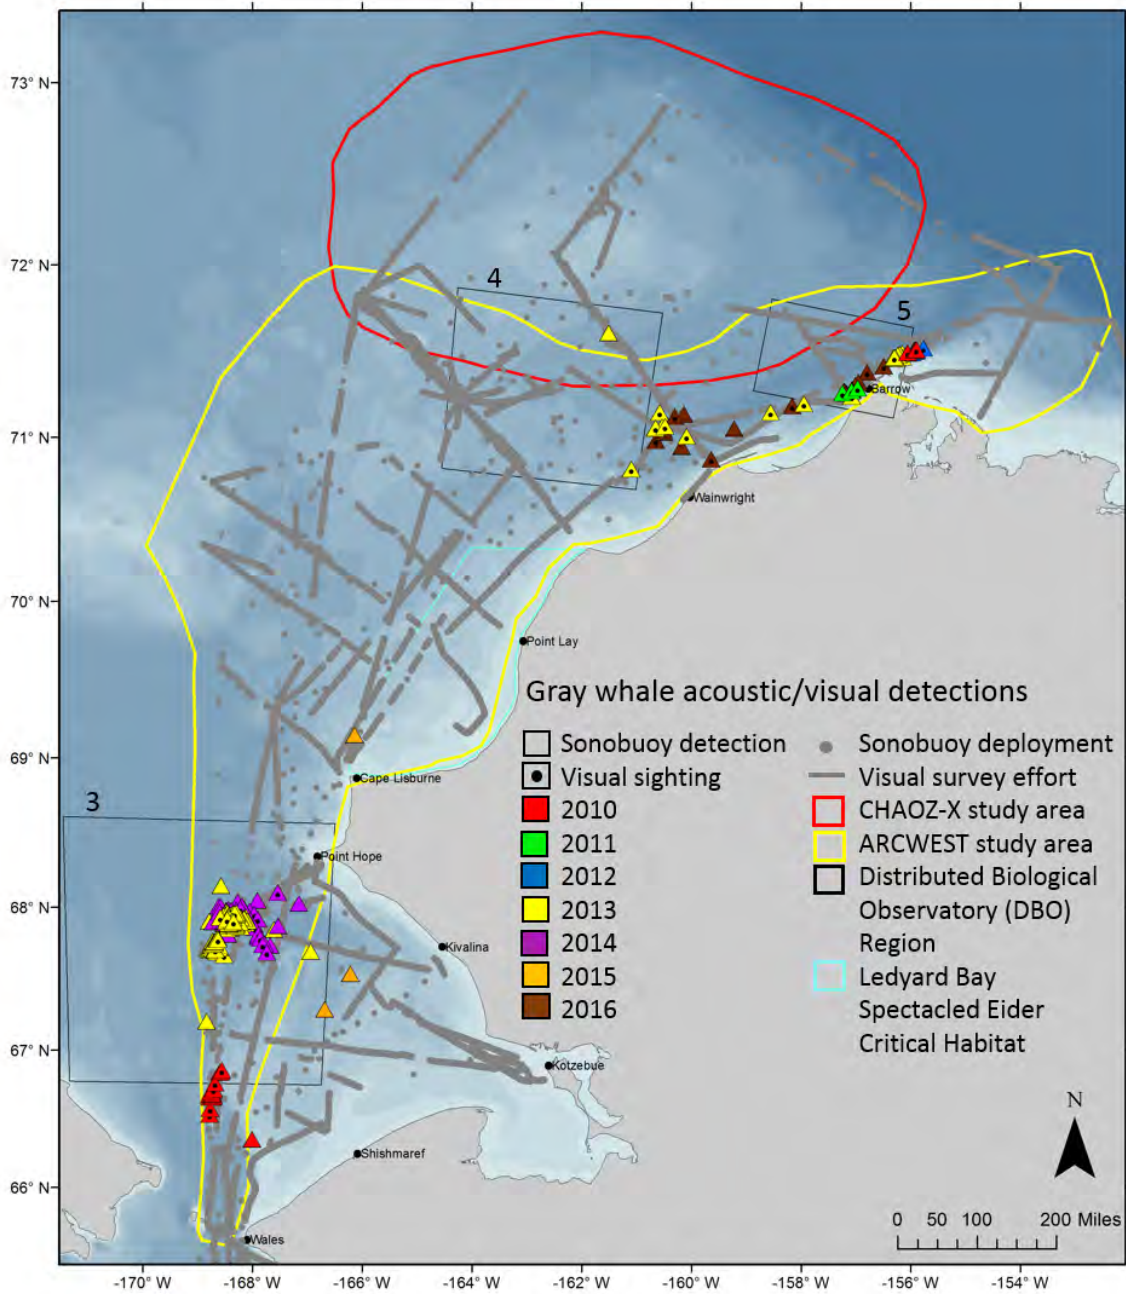 73° N
72° N
71° N
70° N
69° N
68° N
67° N
66° N
4
5
3
Barrow
Wainwright
Point Lay
Cape Lisburne
Point Hope
Kivalina
Kotzebue
Shishmaref
Wales
Gray whale acoustic/visual detections
Sonobuoy detection
Visual sighting
2010
2011
2012
2013
2014
2015
2016
Sonobuoy deployment
Visual survey effort
CHAOZ-X study area
ARCWEST study area
Distributed Biological
Observatory (DBO)
Region
Ledyard Bay
Spectacled Eider
Critical Habitat
N
0 50 100 200 Miles
-170° W -168° W -166° W -164° W -162° W -160° W -158° W -156° W -154° W